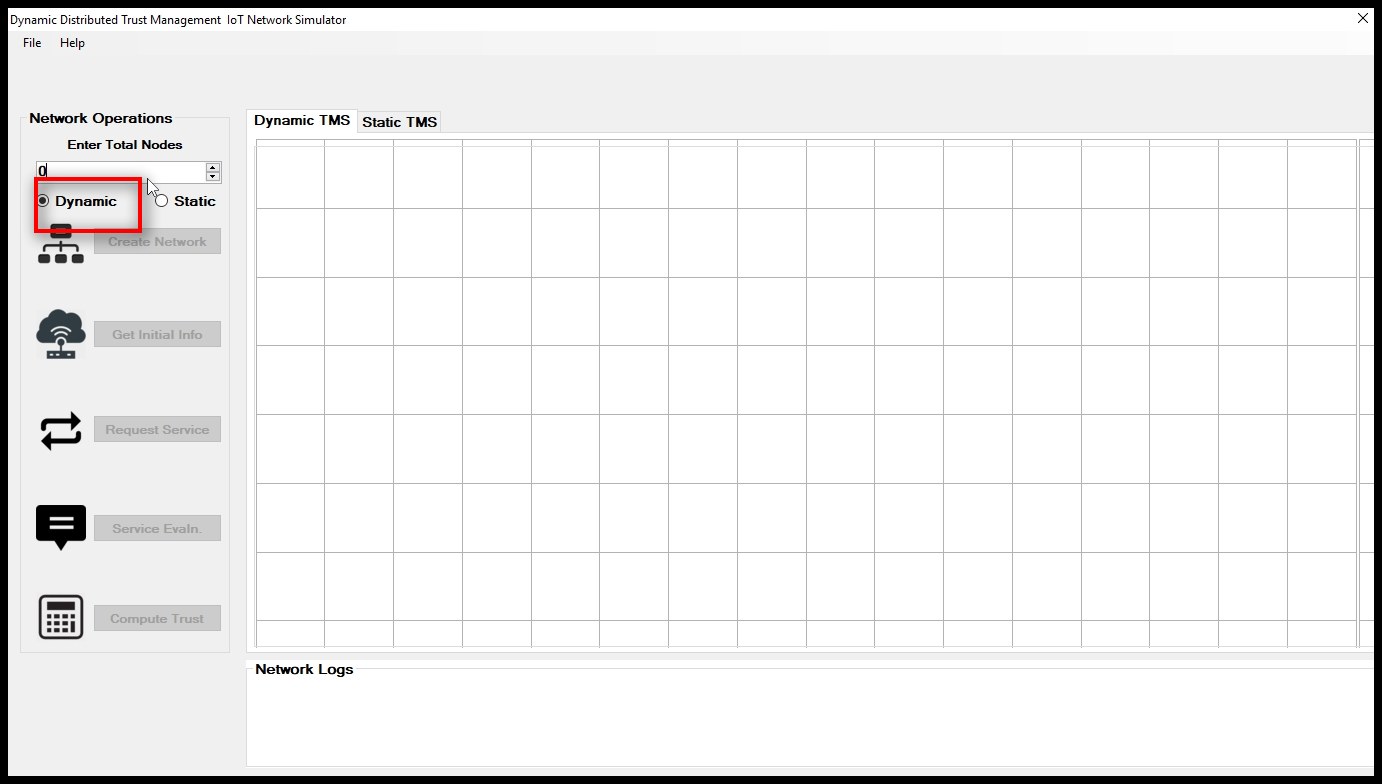 Dynamic Distributed Trust Management IoT Network Simulator
File Help
Network Operations
Enter Total Nodes
0
Dynamic Static
Create Network
Get Initial Info
Request Service
Service Evaln.
Compute Trust
Dynamic TMS Static TMS
Network Logs